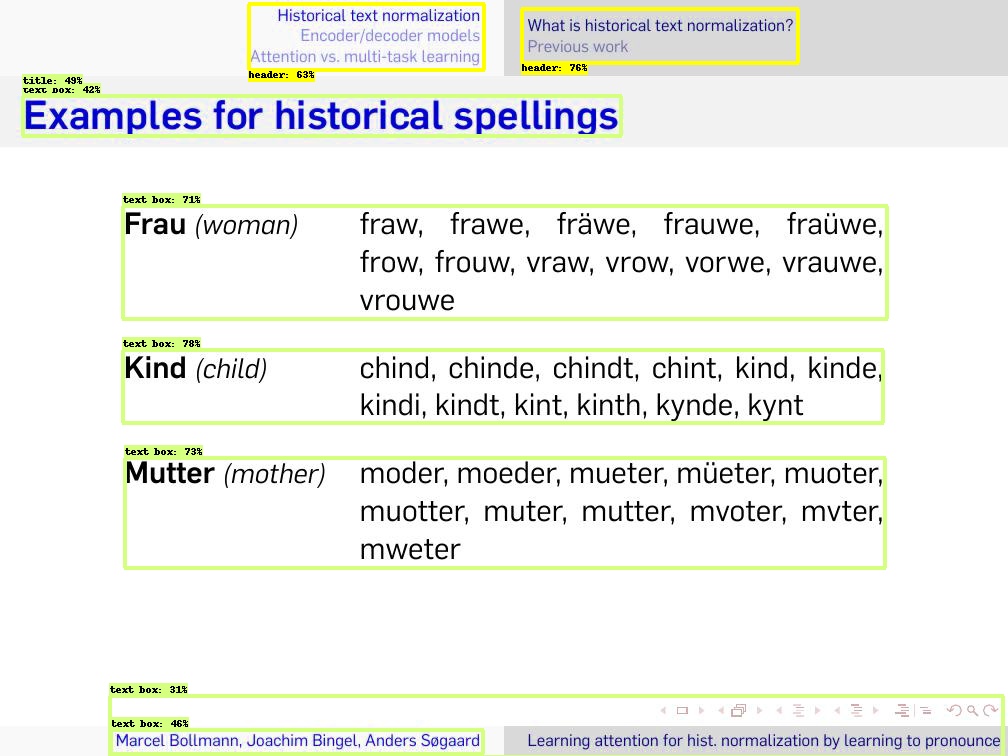 Historical text normalization
Encoder/decoder models
Attention vs. multi-task learning
header: 63%
What is historical text normalization?
Previous work
header: 76%
title: 49%
text box: 42%
Examples for historical spellings
text box: 71%
Frau (woman) fraw, frawe, fräwe, frauwe, fraüwe,
frow, frouw, vraw, vrow, vorwe, vrauwe,
vrouwe
text box: 78%
Kind (child) chind, chinde, chindt, chint, kind, kinde,
kindi, kindt, kint, kinth, kynde, kynt
text box: 73%
Mutter (mother) moder, moeder, mueter, müeter, muoter,
muotter, muter, mutter, mvoter, mvter,
mweter
text box: 31%
text box: 46%
Marcel Bollmann, Joachim Bingel, Anders Søgaard
Learning attention for hist. normalization by learning to pronounce